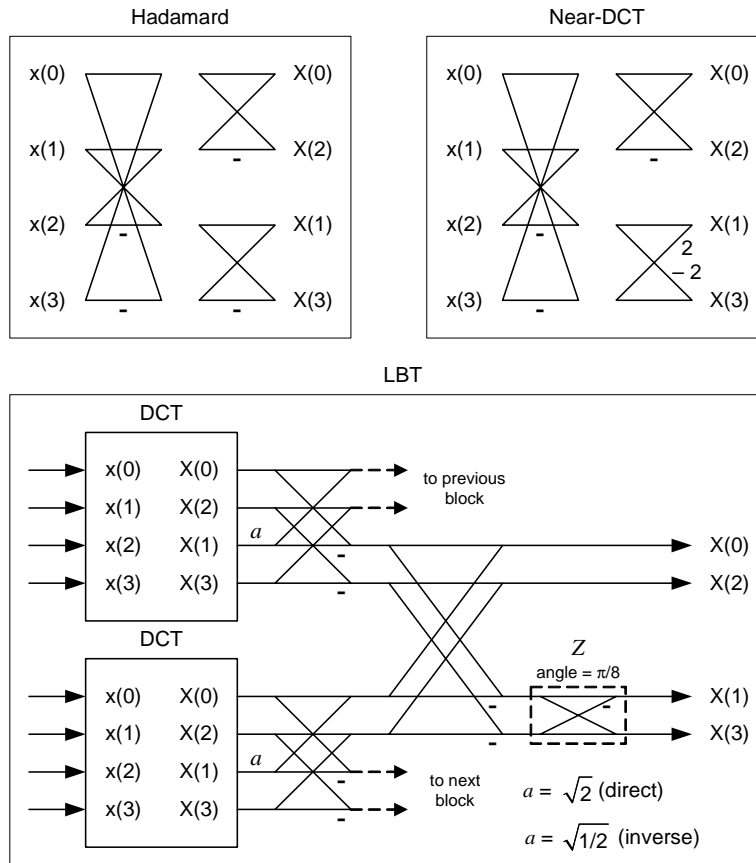 Hadamard
x(0) X(0)
x(1) X(2)
x(2) X(1)
-
x(3) X(3)
- -
-
Near-DCT
x(0) X(0)
x(1) X(2)
-
x(2) X(1)
-
2
– 2
x(3) X(3)
-
LBT
DCT
x(0) X(0)
x(1) X(2)
x(2) X(1)
x(3) X(3)
a
-
-
to previous
block
X(0)
X(2)
DCT
x(0) X(0)
x(1) X(2)
x(2) X(1)
x(3) X(3)
a
-
-
-
-
Z
angle = π/8
-
X(1)
X(3)
to next
block
a = √2 (direct)
a = √1/2 (inverse)